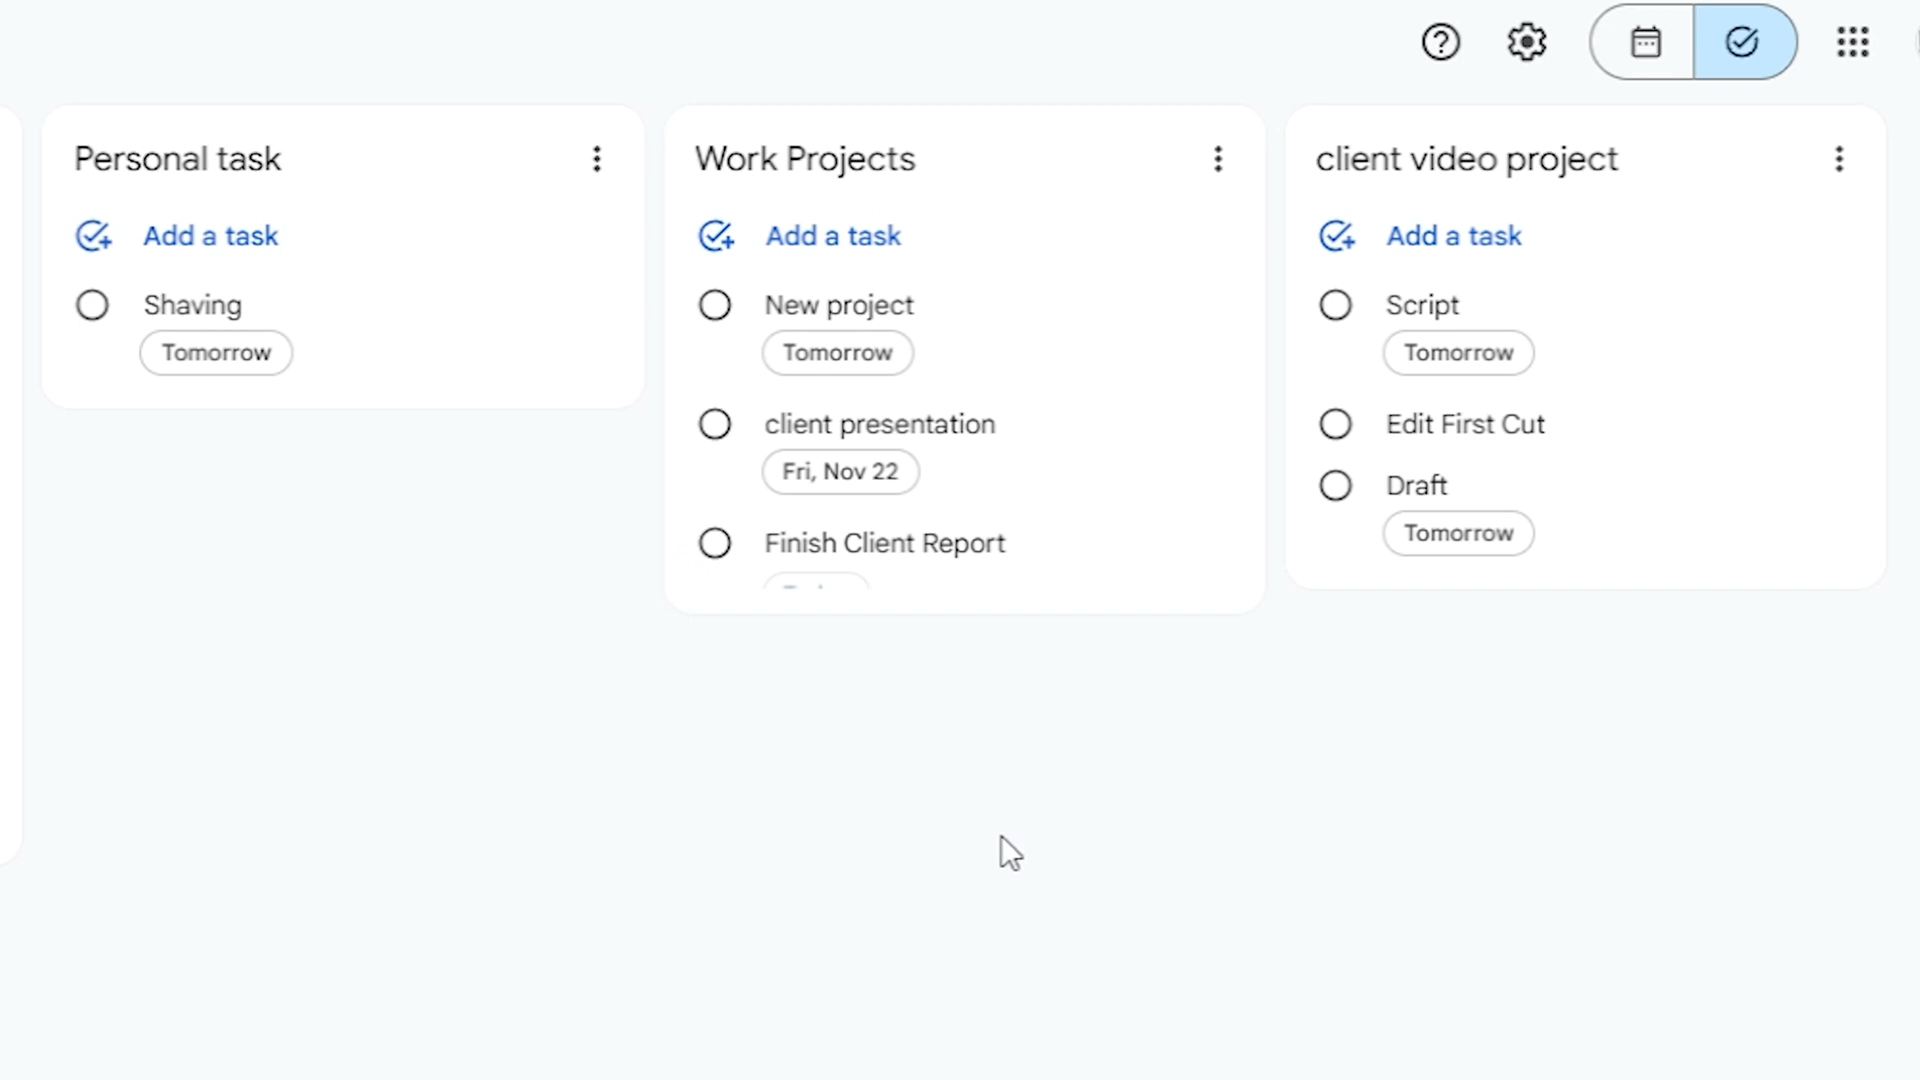 Personal task
Add a task
Shaving
Tomorrow
Work Projects
Add a task
New project
Tomorrow
client presentation
Fri, Nov 22
Finish Client Report
client video project
Add a task
Script
Tomorrow
Edit First Cut
Draft
Tomorrow